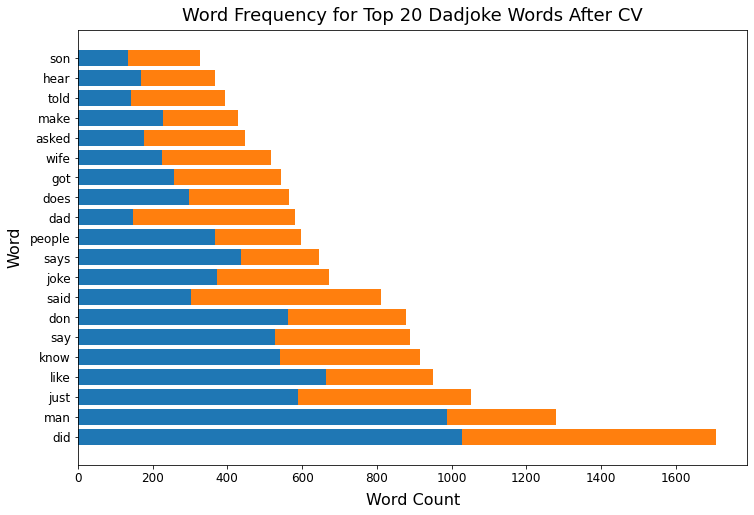 Word Frequency for Top 20 Dadjoke Words After CV
son
hear
told
make
asked
wife
got
does
dad
people
says
joke
said
don
say
know
like
just
man
did
Word
0 200 400 600 800 1000 1200 1400 1600
Word Count